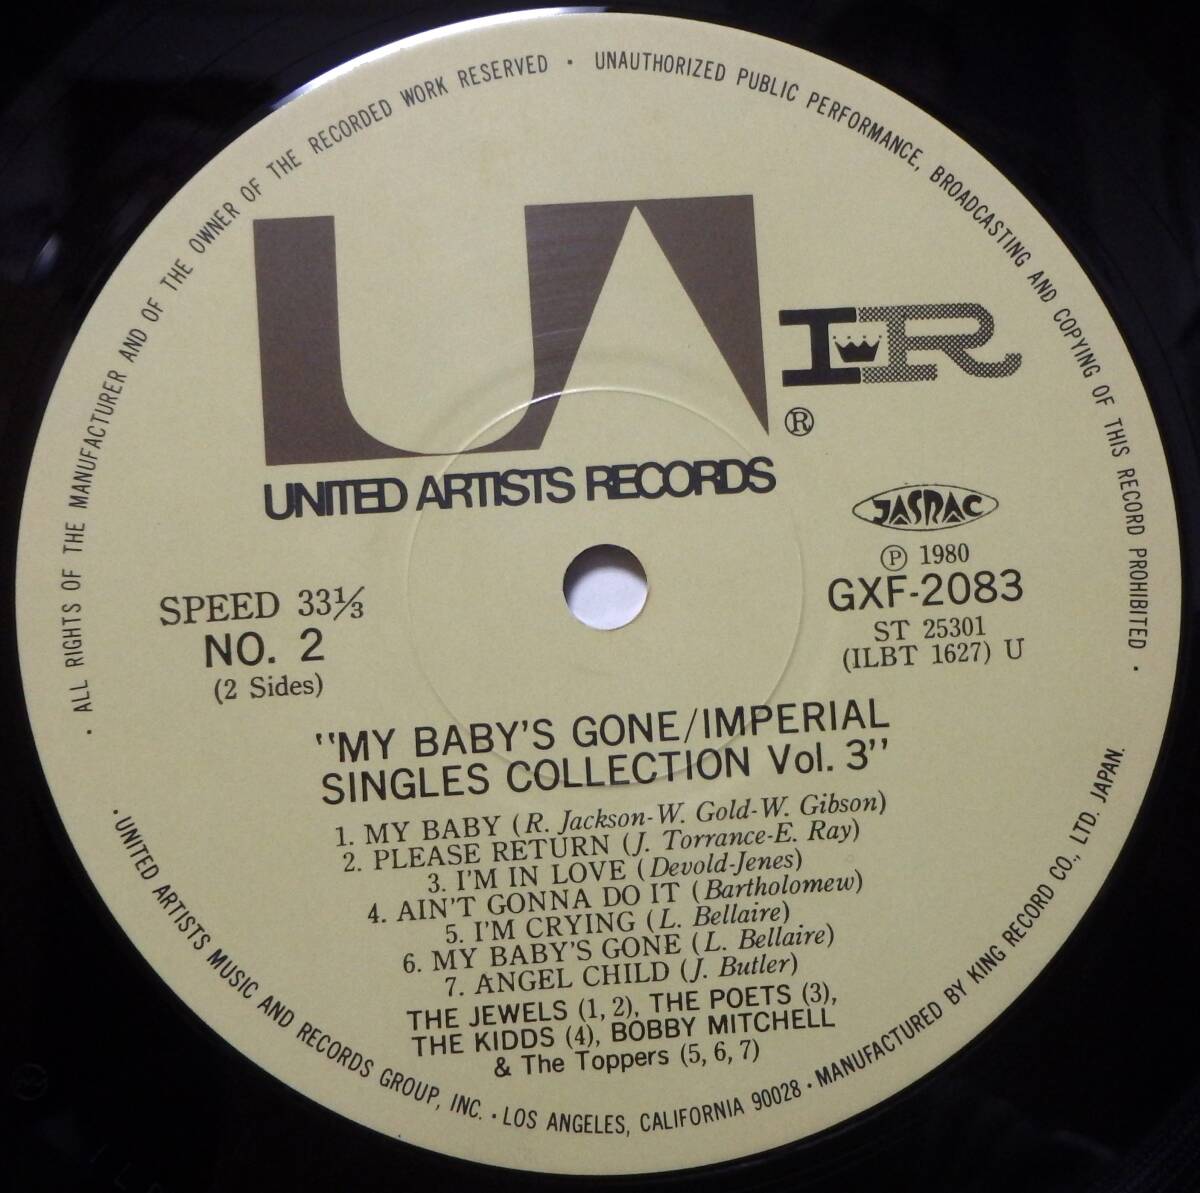 · ALL RIGHTS OF THE MANUFACTURER AND OF THE OWNER OF THE RECORDED WORK RESERVED · UNAUTHORIZED PUBLIC PERFORMANCE, BROADCASTING AND COPYING OF THIS RECORD PROHIBITED ·
UA
IR
®
UNITED ARTISTS RECORDS
JASRAC
℗ 1980
GXF-2083
ST 25301
(ILBT 1627) U
SPEED 33⅓
NO. 2
(2 Sides)
"MY BABY'S GONE/IMPERIAL
SINGLES COLLECTION Vol. 3"
1. MY BABY (R. Jackson-W. Gold-W. Gibson)
2. PLEASE RETURN (J. Torrance-E. Ray)
3. I'M IN LOVE (Devold-Jenes)
4. AIN'T GONNA DO IT (Bartholomew)
5. I'M CRYING (L. Bellaire)
6. MY BABY'S GONE (L. Bellaire)
7. ANGEL CHILD (J. Butler)
THE JEWELS (1, 2), THE POETS (3),
THE KIDDS (4), BOBBY MITCHELL
& The Toppers (5, 6, 7)
· UNITED ARTISTS MUSIC AND RECORDS GROUP, INC. · LOS ANGELES, CALIFORNIA 90028 · MANUFACTURED BY KING RECORD CO., LTD. JAPAN.